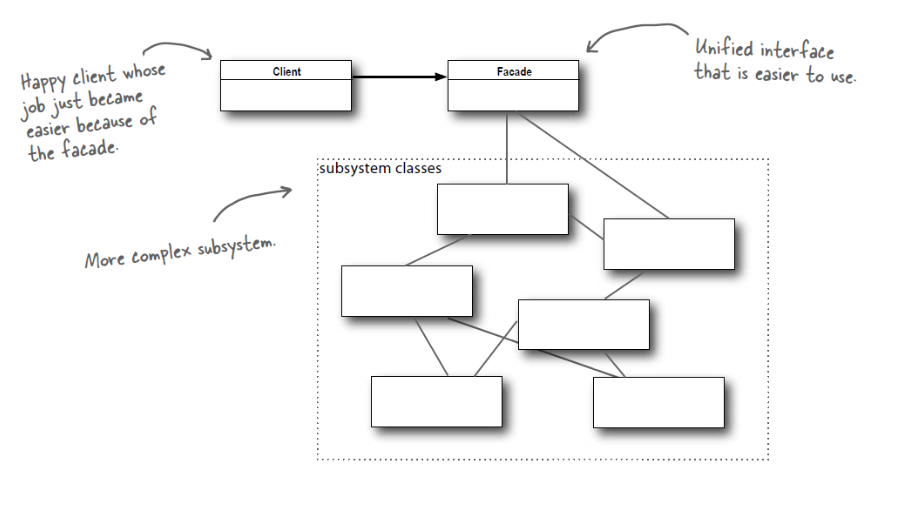 Client
Facade
Unified interface
that is easier to use.
Happy client whose
job just became
easier because of
the facade.
subsystem classes
More complex subsystem.